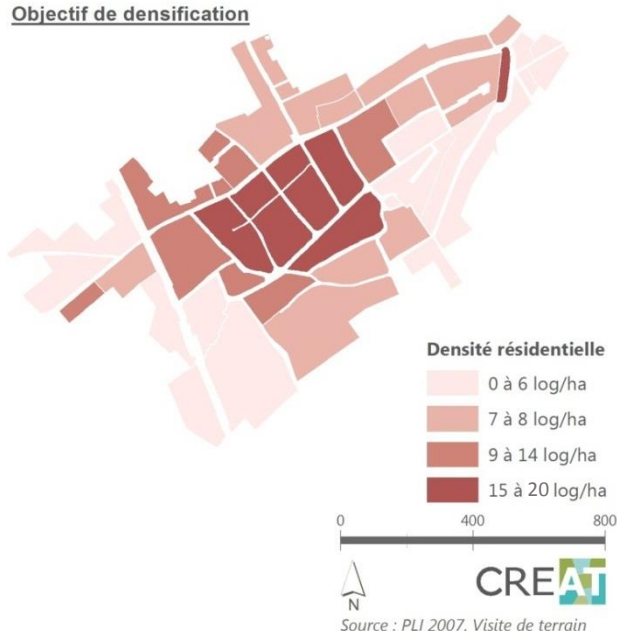 Objectif de densification
Densité résidentielle
0 à 6 log/ha
7 à 8 log/ha
9 à 14 log/ha
15 à 20 log/ha
0 400 800
N
CREAT
Source : PLI 2007, Visite de terrain